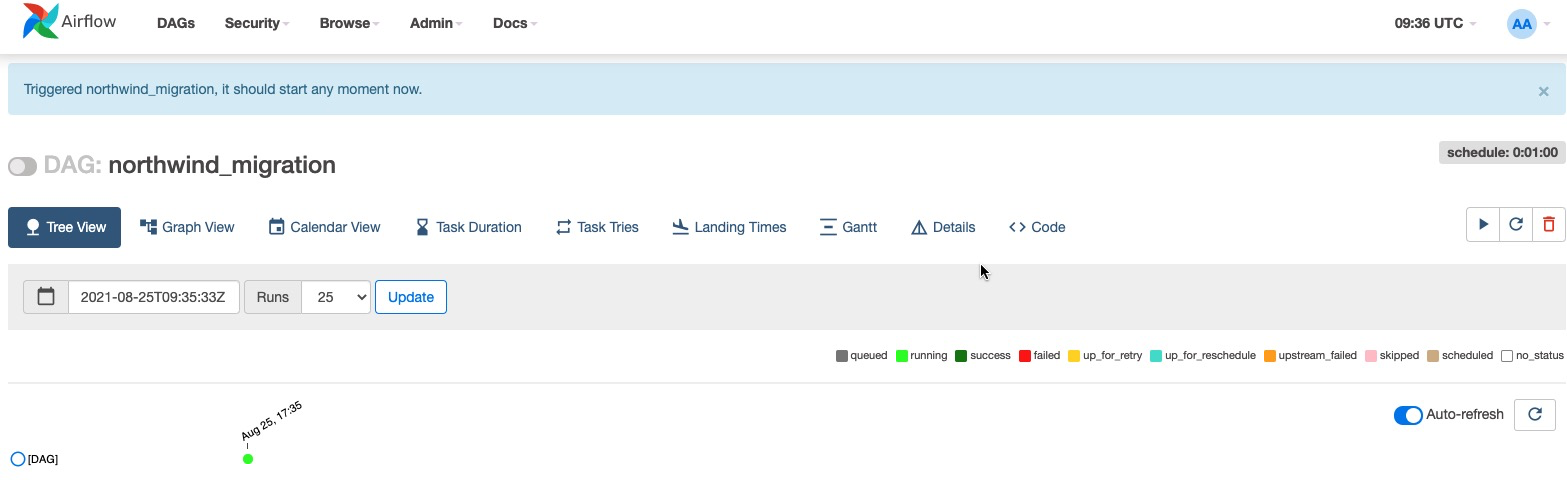 Airflow DAGs Security Browse Admin Docs 09:36 UTC AA
Triggered northwind_migration, it should start any moment now. ×
schedule: 0:01:00
DAG: northwind_migration
Tree View Graph View Calendar View Task Duration Task Tries Landing Times Gantt Details <> Code
2021-08-25T09:35:33Z Runs 25 Update
queued running success failed up_for_retry up_for_reschedule upstream_failed skipped scheduled no_status
Aug 25, 17:35
Auto-refresh
[DAG]